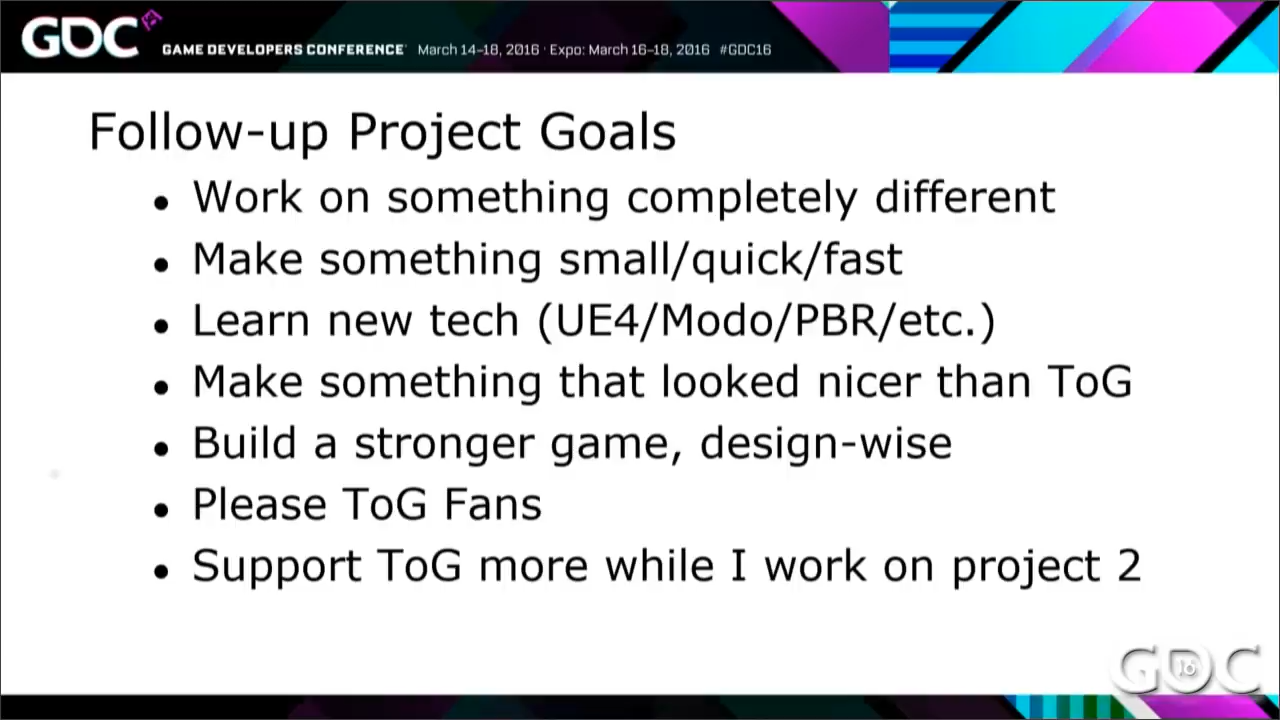 GDC
GAME DEVELOPERS CONFERENCE March 14-18, 2016 · Expo: March 16-18, 2016 #GDC16
Follow-up Project Goals
• Work on something completely different
• Make something small/quick/fast
• Learn new tech (UE4/Modo/PBR/etc.)
• Make something that looked nicer than ToG
• Build a stronger game, design-wise
• Please ToG Fans
• Support ToG more while I work on project 2
GDC 16